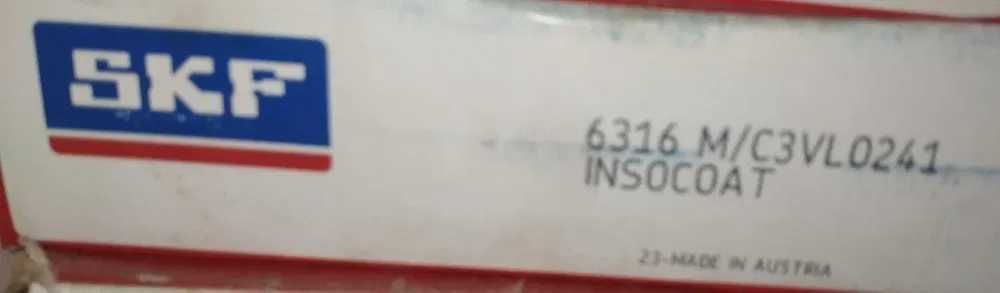 SKF
6316 M/C3VL0241
INSOCOAT
23-MADE IN AUSTRIA